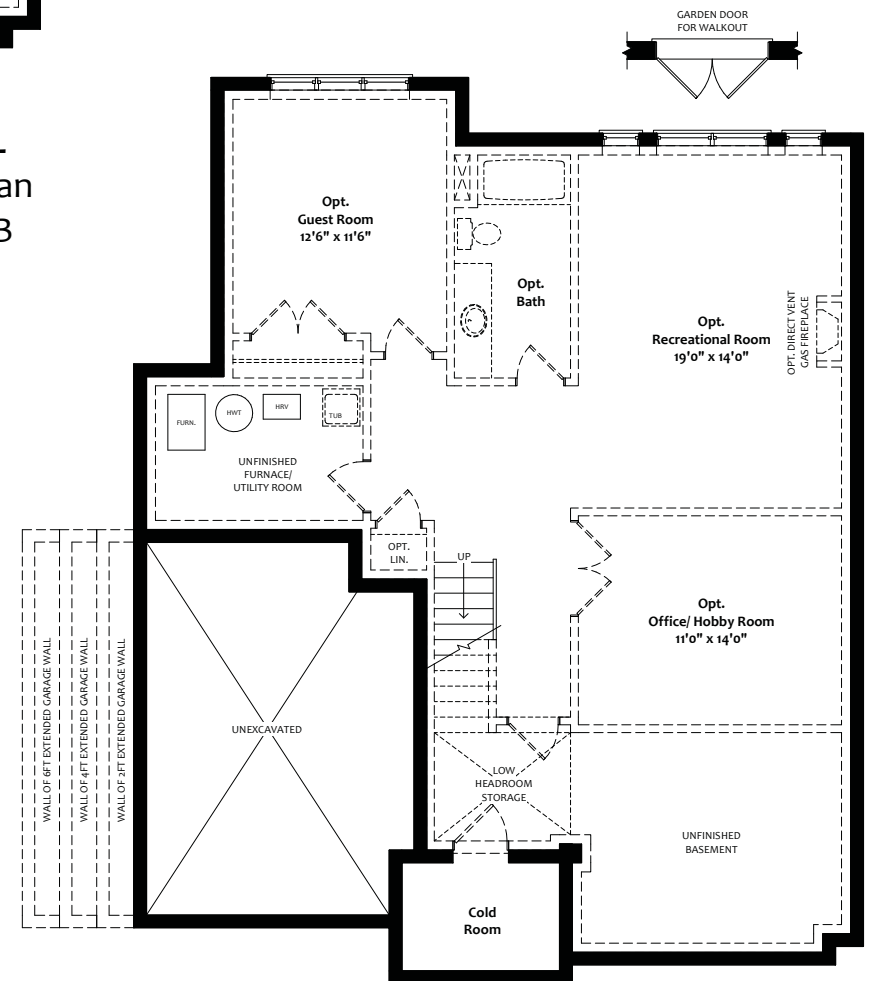 GARDEN DOOR
FOR WALKOUT
an
3
Opt.
Guest Room
12'6" x 11'6"
Opt.
Bath
Opt.
Recreational Room
19'0" x 14'0"
OPT. DIRECT VENT
GAS FIREPLACE
FURN.
HWT
HRV
TUB
UNFINISHED
FURNACE/
UTILITY ROOM
OPT.
LIN.
UP
Opt.
Office/ Hobby Room
11'0" x 14'0"
WALL OF 6FT EXTENDED GARAGE WALL
WALL OF 4FT EXTENDED GARAGE WALL
WALL OF 2FT EXTENDED GARAGE WALL
UNEXCAVATED
LOW
HEADROOM
STORAGE
UNFINISHED
BASEMENT
Cold
Room